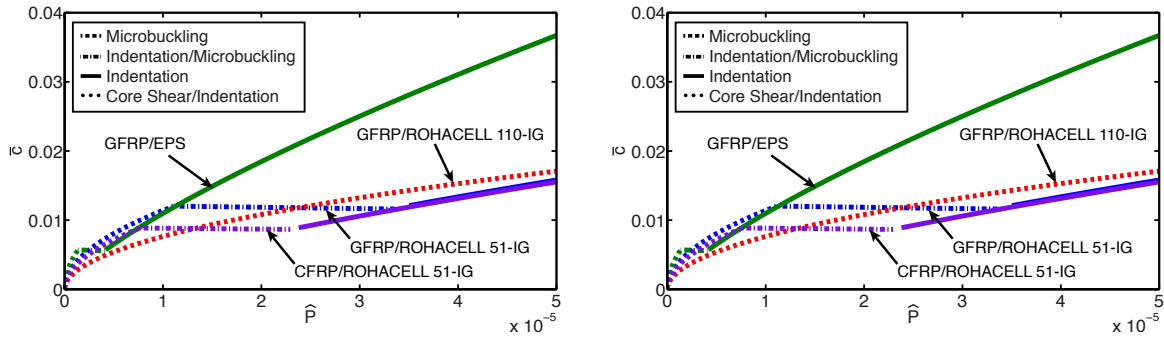 0.04
Microbuckling
Indentation/Microbuckling
Indentation
Core Shear/Indentation
0.03
GFRP/EPS
GFRP/ROHACELL 110-IG
c̅
0.02
0.01
GFRP/ROHACELL 51-IG
CFRP/ROHACELL 51-IG
0
0 1 2 3 4 5
P̂
x 10⁻⁵
0.04
Microbuckling
Indentation/Microbuckling
Indentation
Core Shear/Indentation
0.03
GFRP/EPS
GFRP/ROHACELL 110-IG
c̅
0.02
0.01
GFRP/ROHACELL 51-IG
CFRP/ROHACELL 51-IG
0
0 1 2 3 4 5
P̂
x 10⁻⁵